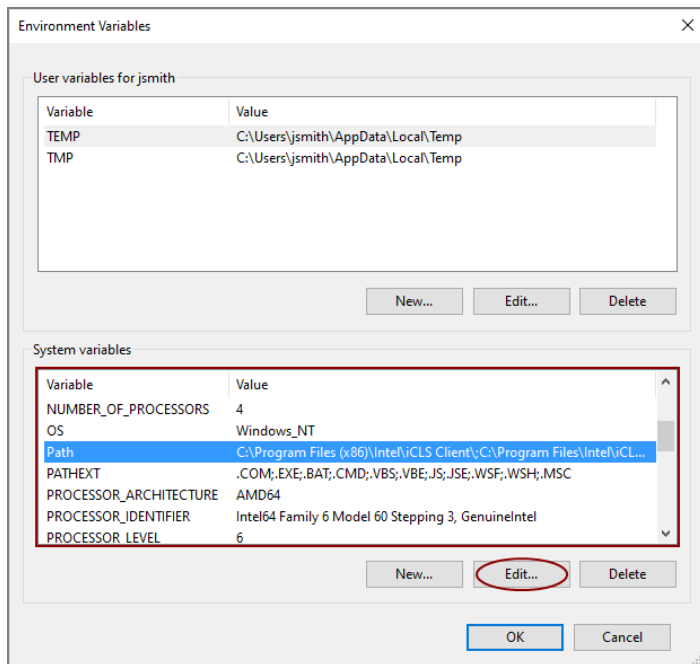 Environment Variables
User variables for jsmith
Variable Value
TEMP C:\Users\jsmith\AppData\Local\Temp
TMP C:\Users\jsmith\AppData\Local\Temp
New... Edit... Delete
System variables
Variable Value
NUMBER_OF_PROCESSORS 4
OS Windows_NT
Path C:\Program Files (x86)\Intel\iCLS Client\;C:\Program Files\Intel\iCL...
PATHEXT .COM;.EXE;.BAT;.CMD;.VBS;.VBE;.JS;.JSE;.WSF;.WSH;.MSC
PROCESSOR_ARCHITECTURE AMD64
PROCESSOR_IDENTIFIER Intel64 Family 6 Model 60 Stepping 3, GenuineIntel
PROCESSOR_LEVEL 6
New... Edit... Delete
OK Cancel